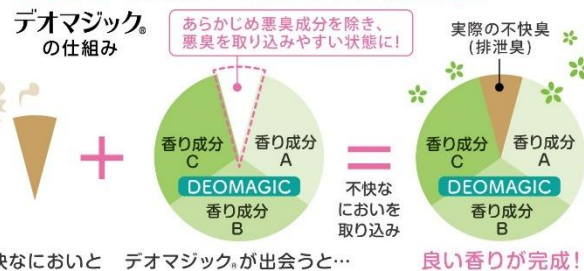 デオマジック®
の仕組み
あらかじめ悪臭成分を除き、
悪臭を取り込みやすい状態に!
実際の不快臭
(排泄臭)
+
香り成分
C
香り成分
A
DEOMAGIC
香り成分
B
=
不快な
においを
取り込み
香り成分
C
香り成分
A
DEOMAGIC
香り成分
B
快なにおいと
デオマジック®が出会うと…
良い香りが完成!